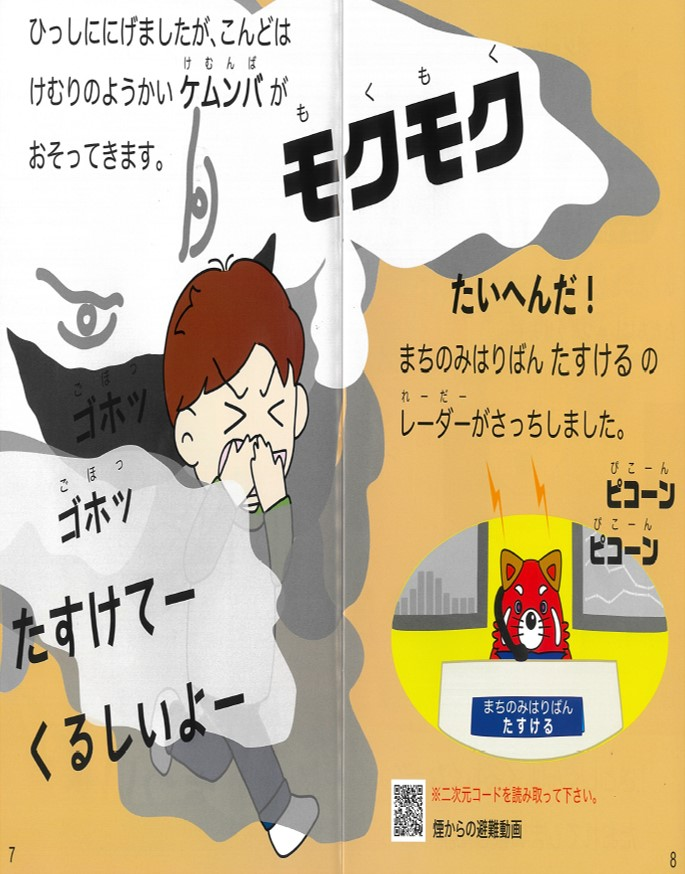 ひっしににげましたが、こんどは
けむんば
けむりのようかい ケムンバ が
おそってきます。
もくもく
モクモク
ごほっ
ゴホッ
ごほっ
ゴホッ
たすけてー
くるしいよー
7
たいへんだ！
まちのみはりばん たすける の
れーだー
レーダーがさっちしました。
ぴこーん
ピコーン
ぴこーん
ピコーン
まちのみはりばん
たすける
※二次元コードを読み取って下さい。
煙からの避難動画
8